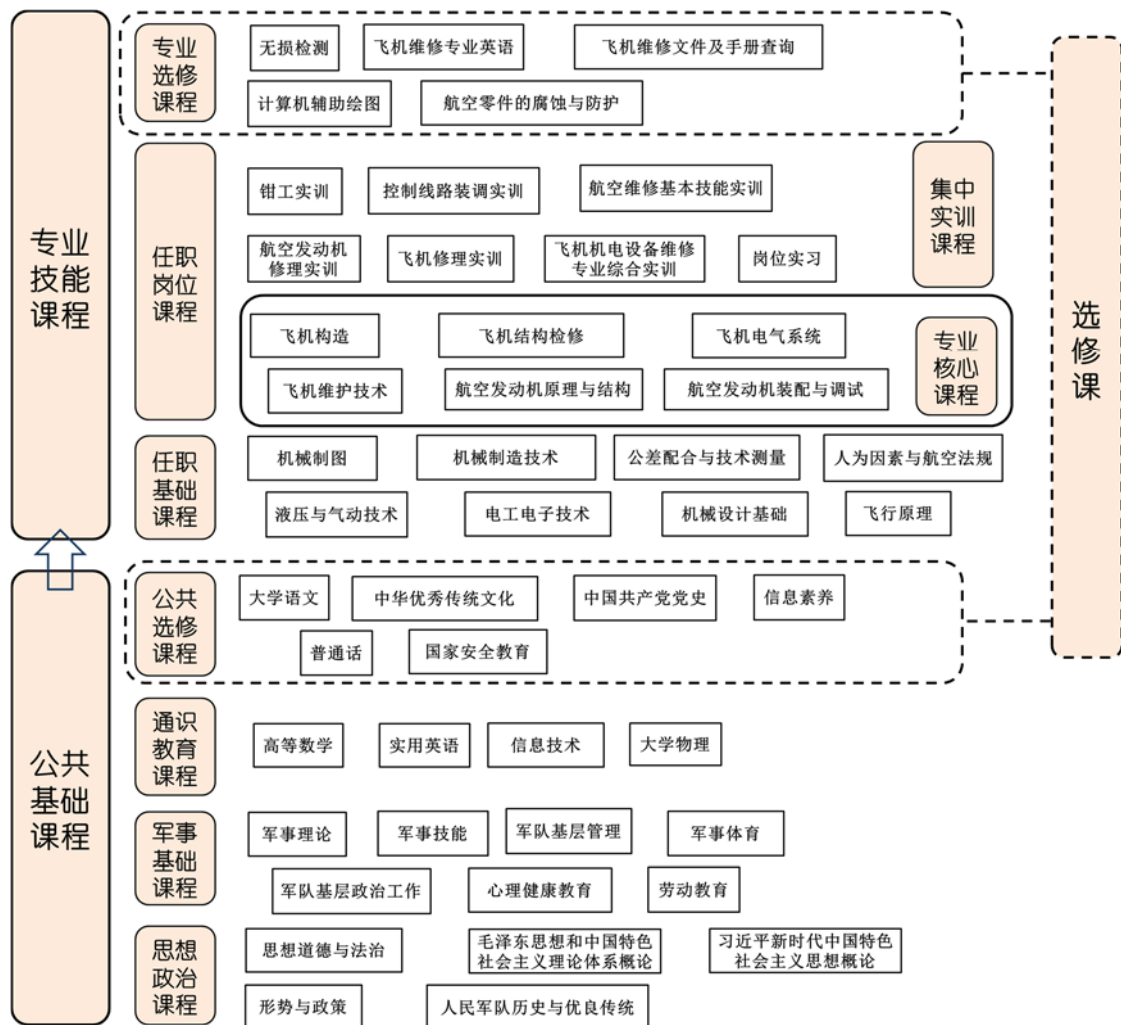 专业
技能
课程
专业
选修
课程
无损检测
飞机维修专业英语
飞机维修文件及手册查询
计算机辅助绘图
航空零件的腐蚀与防护
任职
岗位
课程
钳工实训
控制线路装调实训
航空维修基本技能实训
航空发动机
修理实训
飞机修理实训
飞机机电设备维修
专业综合实训
岗位实习
集中
实训
课程
飞机构造
飞机结构检修
飞机电气系统
飞机维护技术
航空发动机原理与结构
航空发动机装配与调试
专业
核心
课程
任职
基础
课程
机械制图
机械制造技术
公差配合与技术测量
人为因素与航空法规
液压与气动技术
电工电子技术
机械设计基础
飞行原理
选
修
课
公共
基础
课程
公共
选修
课程
大学语文
中华优秀传统文化
中国共产党党史
信息素养
普通话
国家安全教育
通识
教育
课程
高等数学
实用英语
信息技术
大学物理
军事
基础
课程
军事理论
军事技能
军队基层管理
军事体育
军队基层政治工作
心理健康教育
劳动教育
思想
政治
课程
思想道德与法治
毛泽东思想和中国特色
社会主义理论体系概论
习近平新时代中国特色
社会主义思想概论
形势与政策
人民军队历史与优良传统